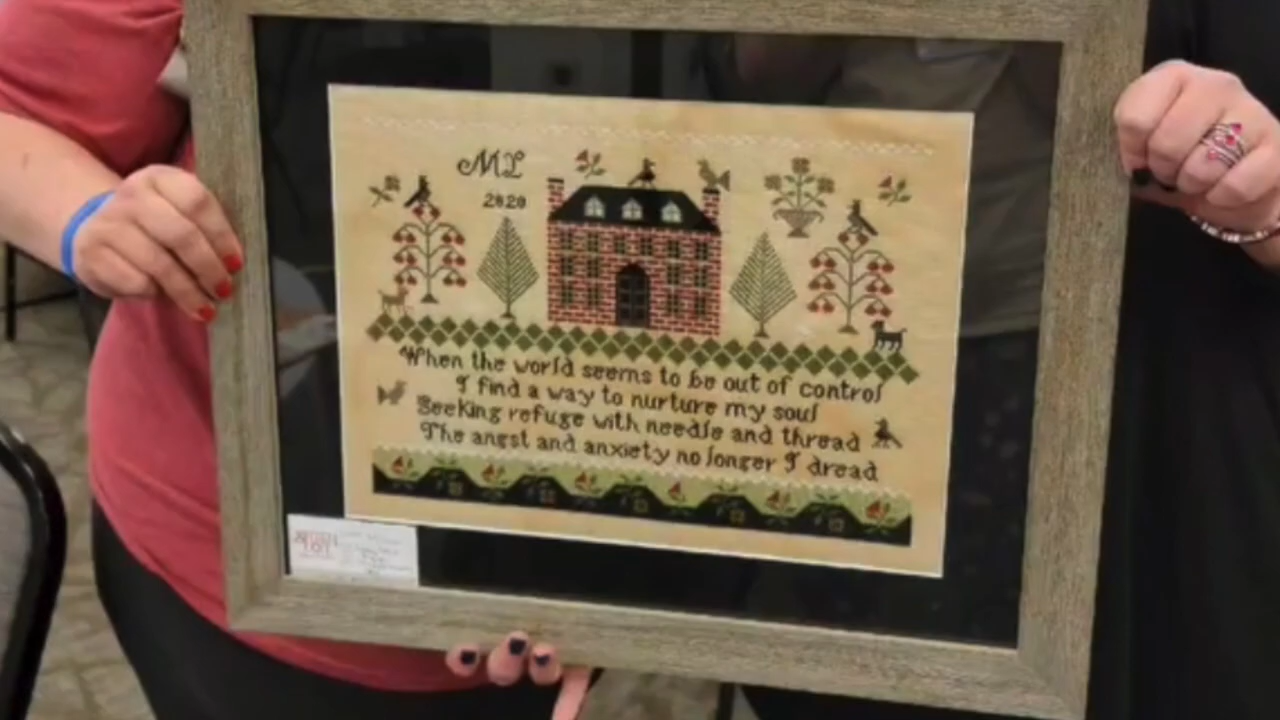 ML
2020
When the world seems to be out of control
I find a way to nurture my soul
Seeking refuge with needle and thread
The angst and anxiety no longer I dread